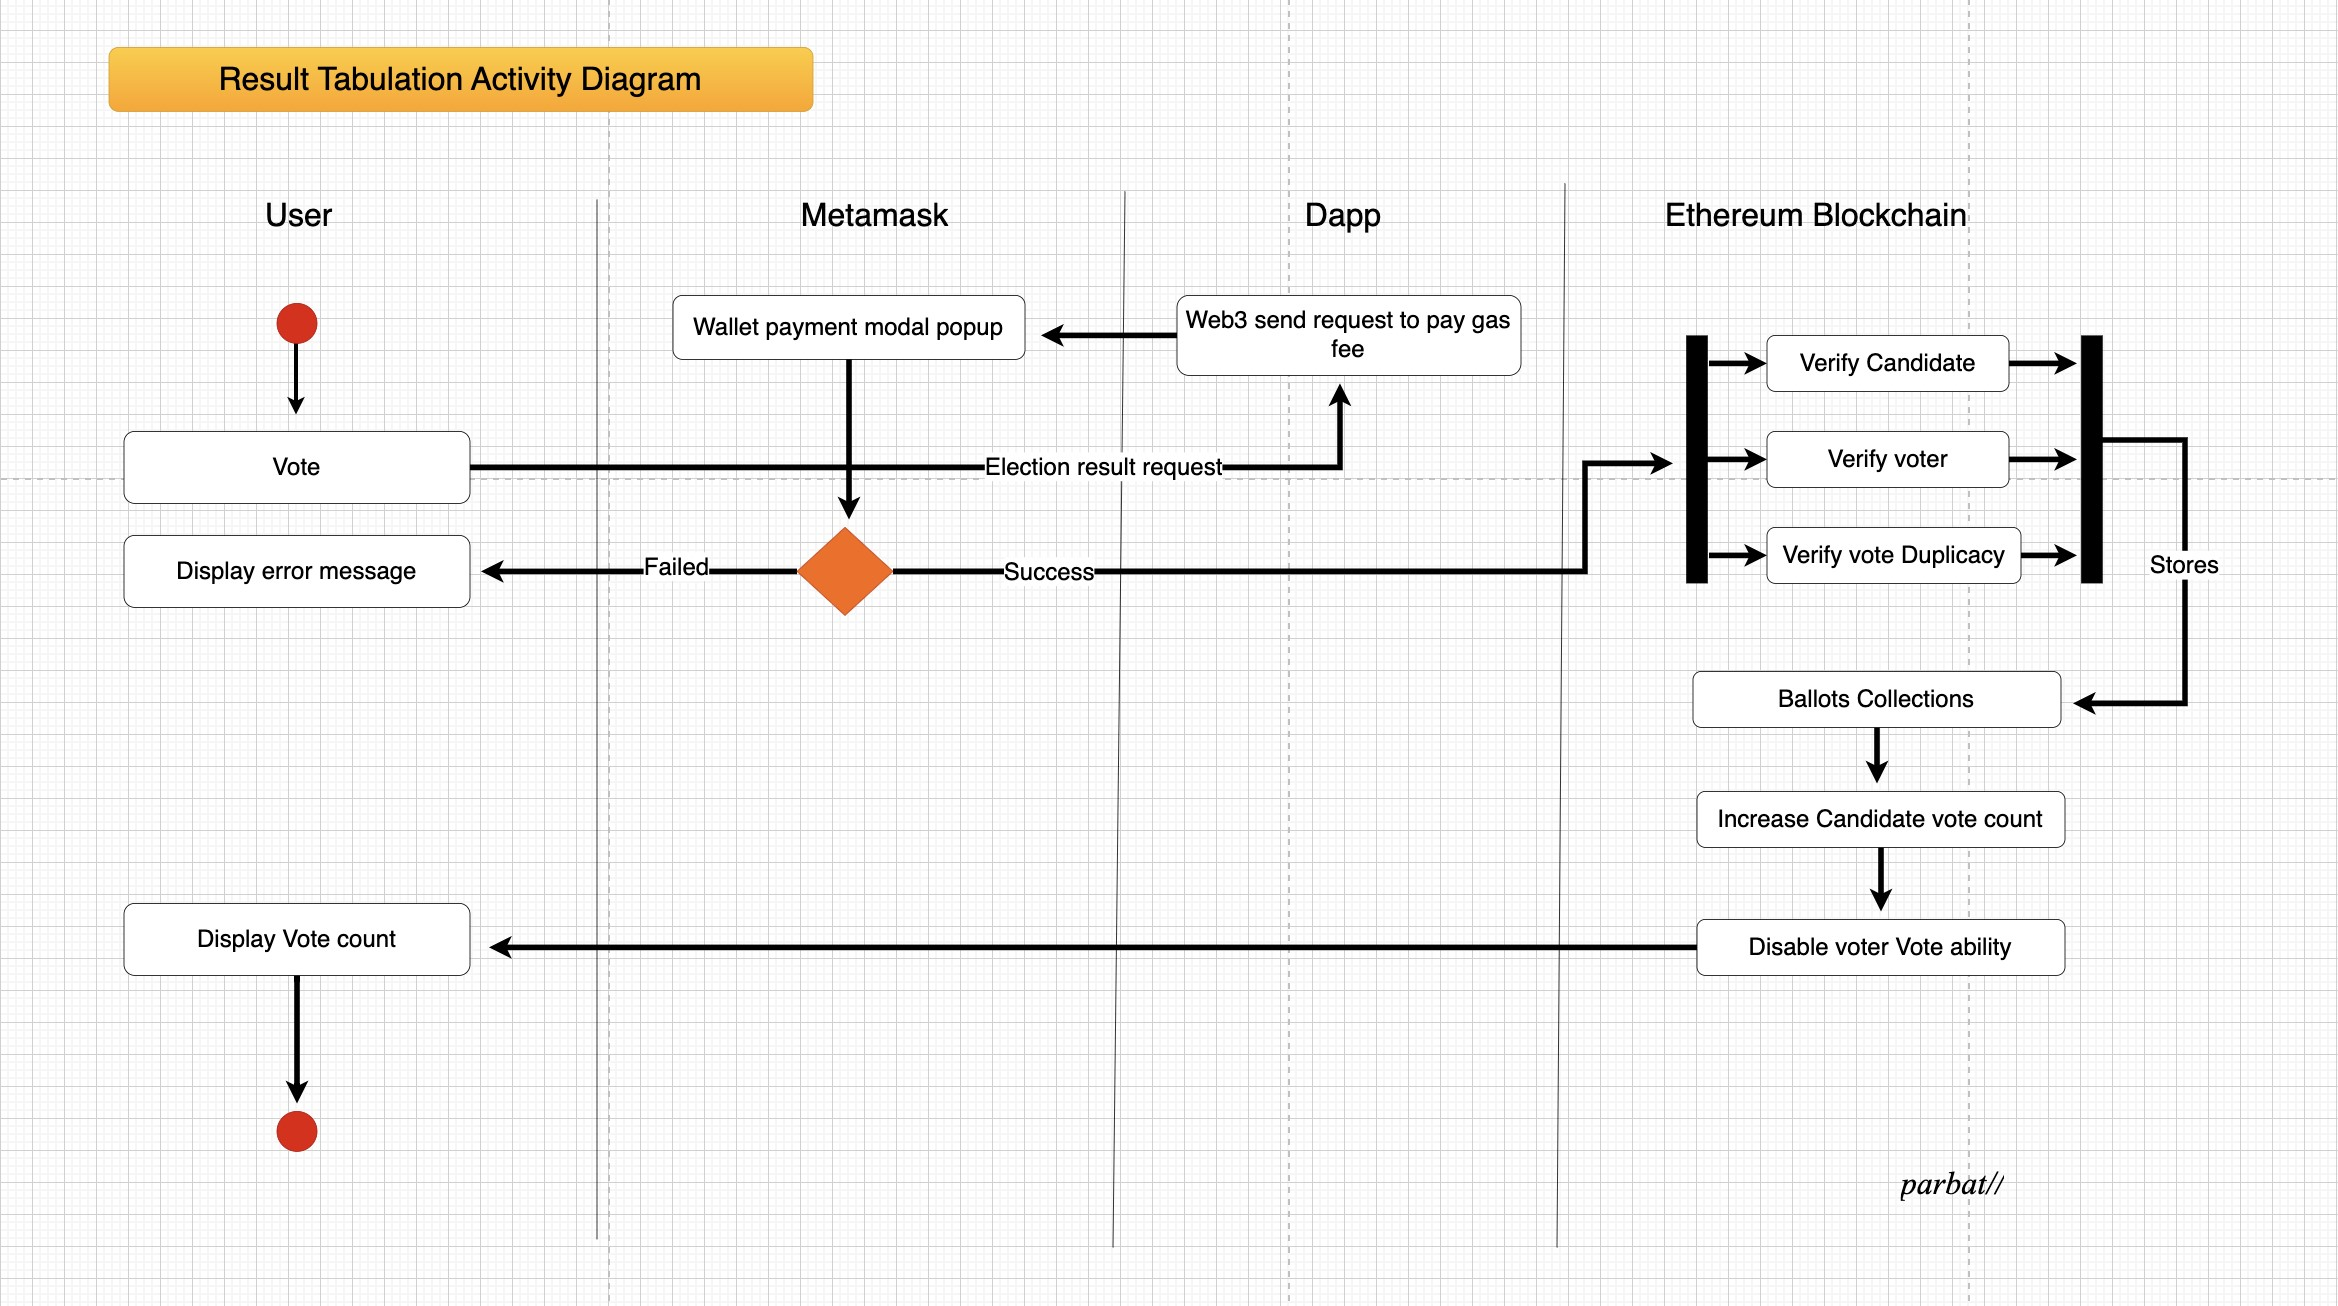 Result Tabulation Activity Diagram
User
Metamask
Dapp
Ethereum Blockchain
Wallet payment modal popup
Web3 send request to pay gas
fee
Verify Candidate
Vote
Election result request
Verify voter
Display error message
Failed
Success
Verify vote Duplicacy
Stores
Ballots Collections
Increase Candidate vote count
Display Vote count
Disable voter Vote ability
parbat//